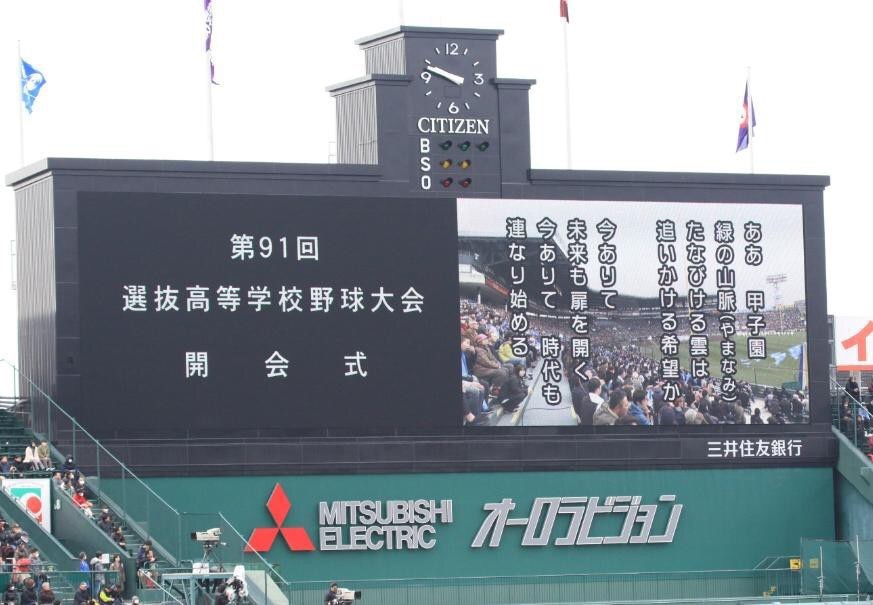 12
9 3
6
CITIZEN
B
S
O
第91回
選抜高等学校野球大会
開会式
ああ 甲子園
緑の山脈(やまなみ)
たなびける雲は
追いかける希望か
今ありて
未来も扉を開く
今ありて 時代も
連なり始める
三井住友銀行
イ
MITSUBISHI
ELECTRIC
オーロラビジョン